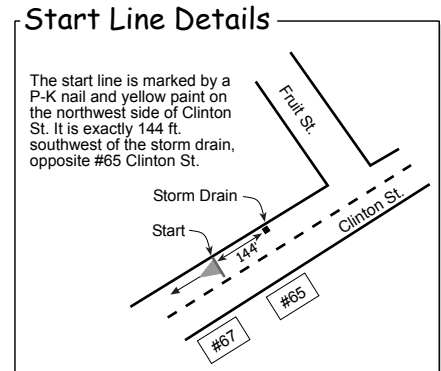 Start Line Details
The start line is marked by a
P-K nail and yellow paint on
the northwest side of Clinton
St. It is exactly 144 ft.
southwest of the storm drain,
opposite #65 Clinton St.
Fruit St.
Storm Drain
Clinton St.
Start
144'
#65
#67